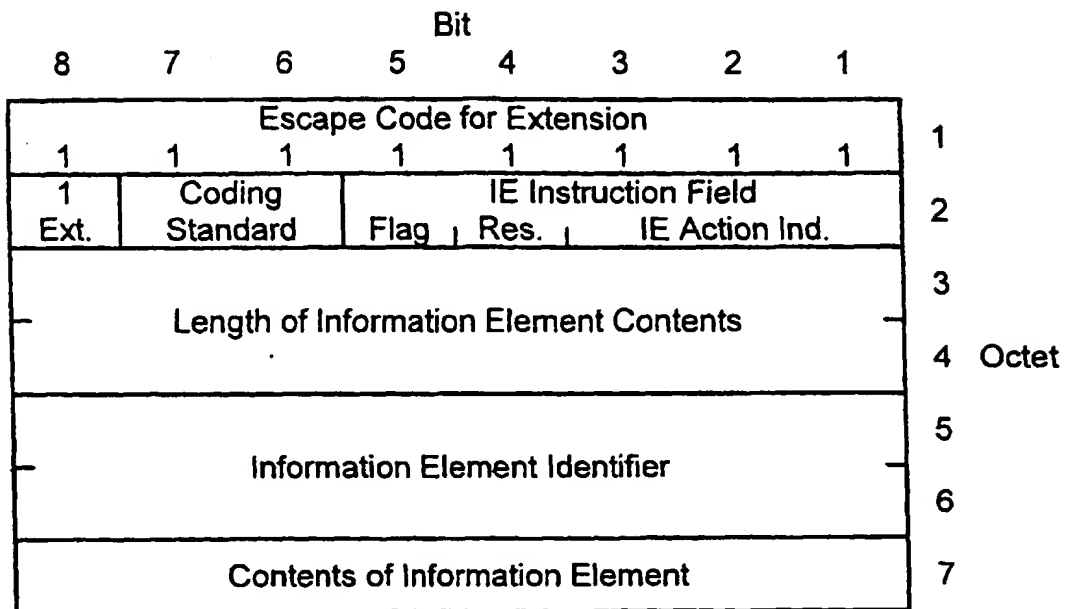 Bit
8 7 6 5 4 3 2 1
Escape Code for Extension
1 1 1 1 1 1 1 1
1
1 Coding IE Instruction Field
Ext. Standard Flag Res. IE Action Ind.
2
3
Length of Information Element Contents
4 Octet
5
Information Element Identifier
6
Contents of Information Element 7